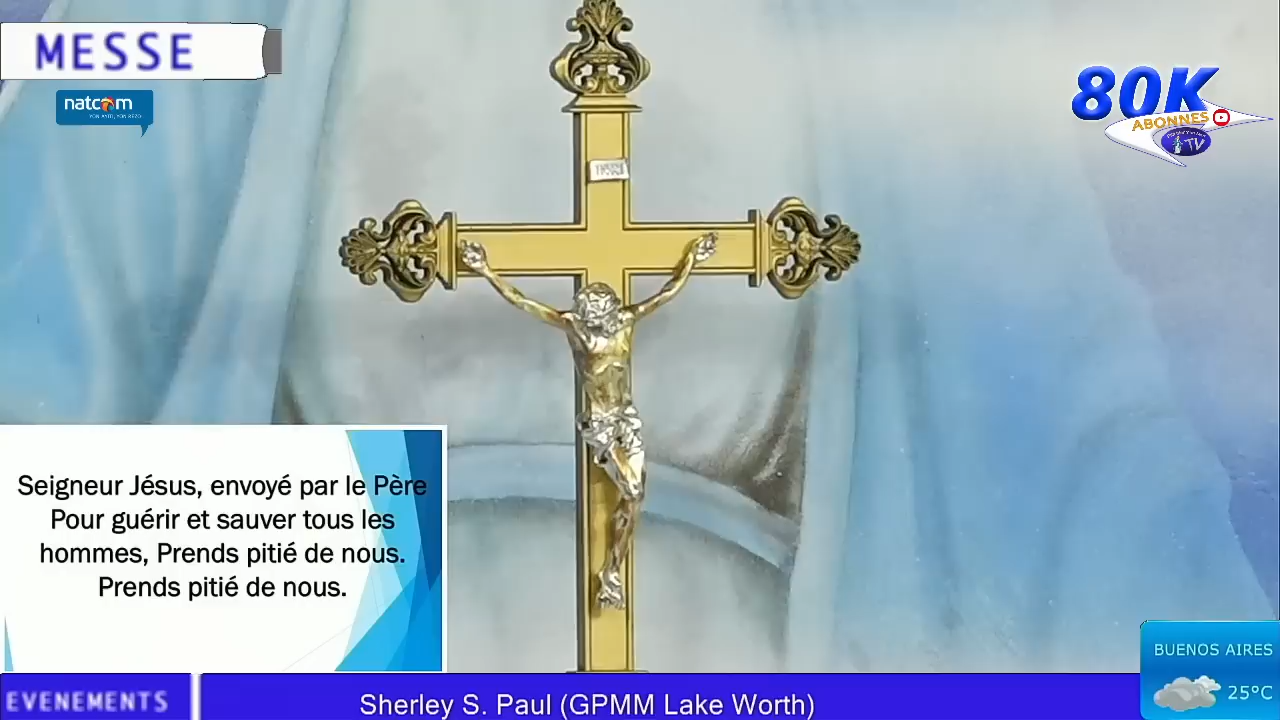 MESSE
natcom
80K
ABONNES
TV
Seigneur Jésus, envoyé par le Père
Pour guérir et sauver tous les
hommes, Prends pitié de nous.
Prends pitié de nous.
BUENOS AIRES
25°C
EVENEMENTS
Sherley S. Paul (GPMM Lake Worth)